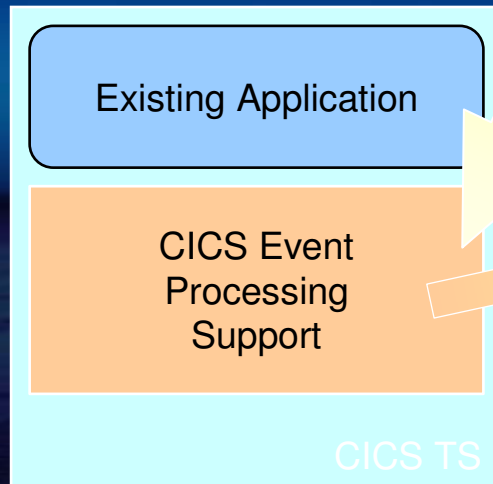 Existing Application
CICS Event
Processing
Support
CICS TS